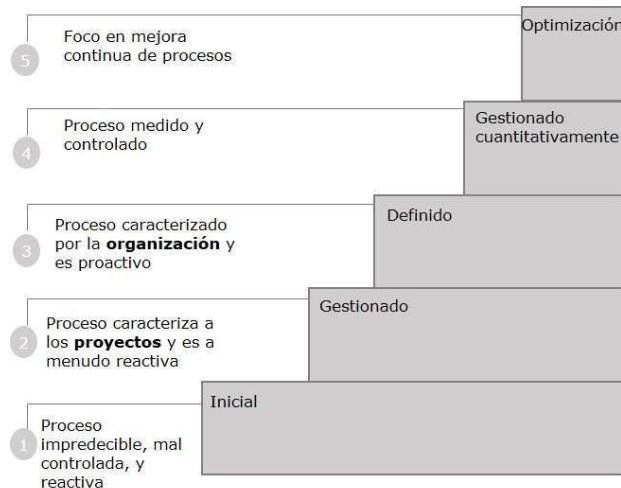 Optimización
5
Foco en mejora
continua de procesos
Gestionado
cuantitativamente
4
Proceso medido y
controlado
Definido
3
Proceso caracterizado
por la organización y
es proactivo
Gestionado
2
Proceso caracteriza a
los proyectos y es a
menudo reactiva
Inicial
1
Proceso
impredecible, mal
controlada, y
reactiva